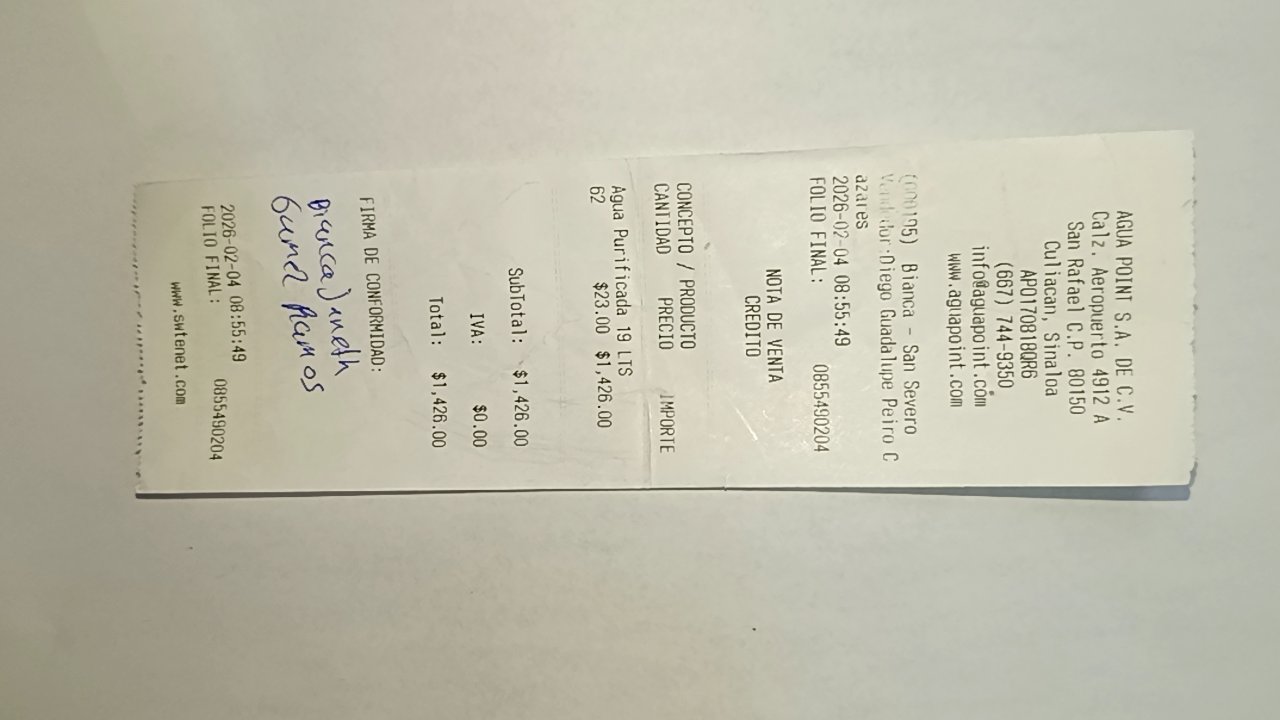 AGUA POINT S.A. DE C.V.
Calz. Aeropuerto 4912 A
San Rafael C.P. 80150
Culiacan, Sinaloa
APO170818QR6
(667) 744-9350
info@aguapoint.com
www.aguapoint.com
(000195) Bianca - San Severo
Vendedor:Diego Guadalupe Peiro C
azares
2026-02-04 08:55:49 0855490204
FOLIO FINAL:
NOTA DE VENTA
CREDITO
CONCEPTO / PRODUCTO
CANTIDAD PRECIO IMPORTE
Agua Purificada 19 LTS
62 $23.00 $1,426.00
SubTotal: $1,426.00
IVA: $0.00
Total: $1,426.00
FIRMA DE CONFORMIDAD:
Bianca Jineth
Ramos
2026-02-04 08:55:49
FOLIO FINAL: 0855490204
www.swtenet.com